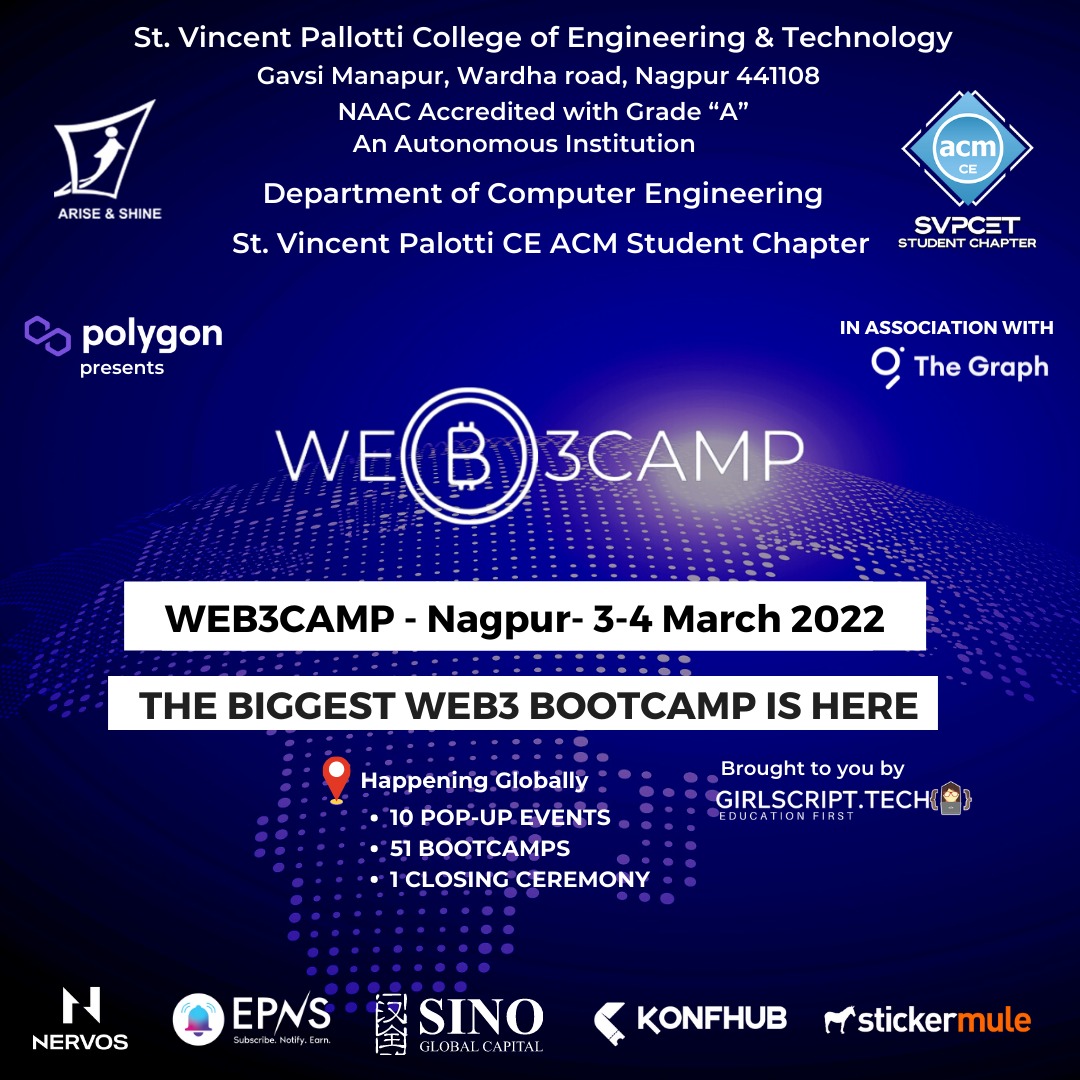 St. Vincent Pallotti College of Engineering & Technology
Gavsi Manapur, Wardha road, Nagpur 441108
NAAC Accredited with Grade “A”
An Autonomous Institution
Department of Computer Engineering
St. Vincent Palotti CE ACM Student Chapter
ARISE & SHINE
acm
CE
SVPCET
STUDENT CHAPTER
polygon
presents
IN ASSOCIATION WITH
The Graph
WEB3CAMP
WEB3CAMP - Nagpur- 3-4 March 2022
THE BIGGEST WEB3 BOOTCAMP IS HERE
Happening Globally
• 10 POP-UP EVENTS
• 51 BOOTCAMPS
• 1 CLOSING CEREMONY
Brought to you by
GIRLSCRIPT.TECH
EDUCATION FIRST
NERVOS
EPNS
Subscribe. Notify. Earn.
汉全
SINO
GLOBAL CAPITAL
KONFHUB
stickermule